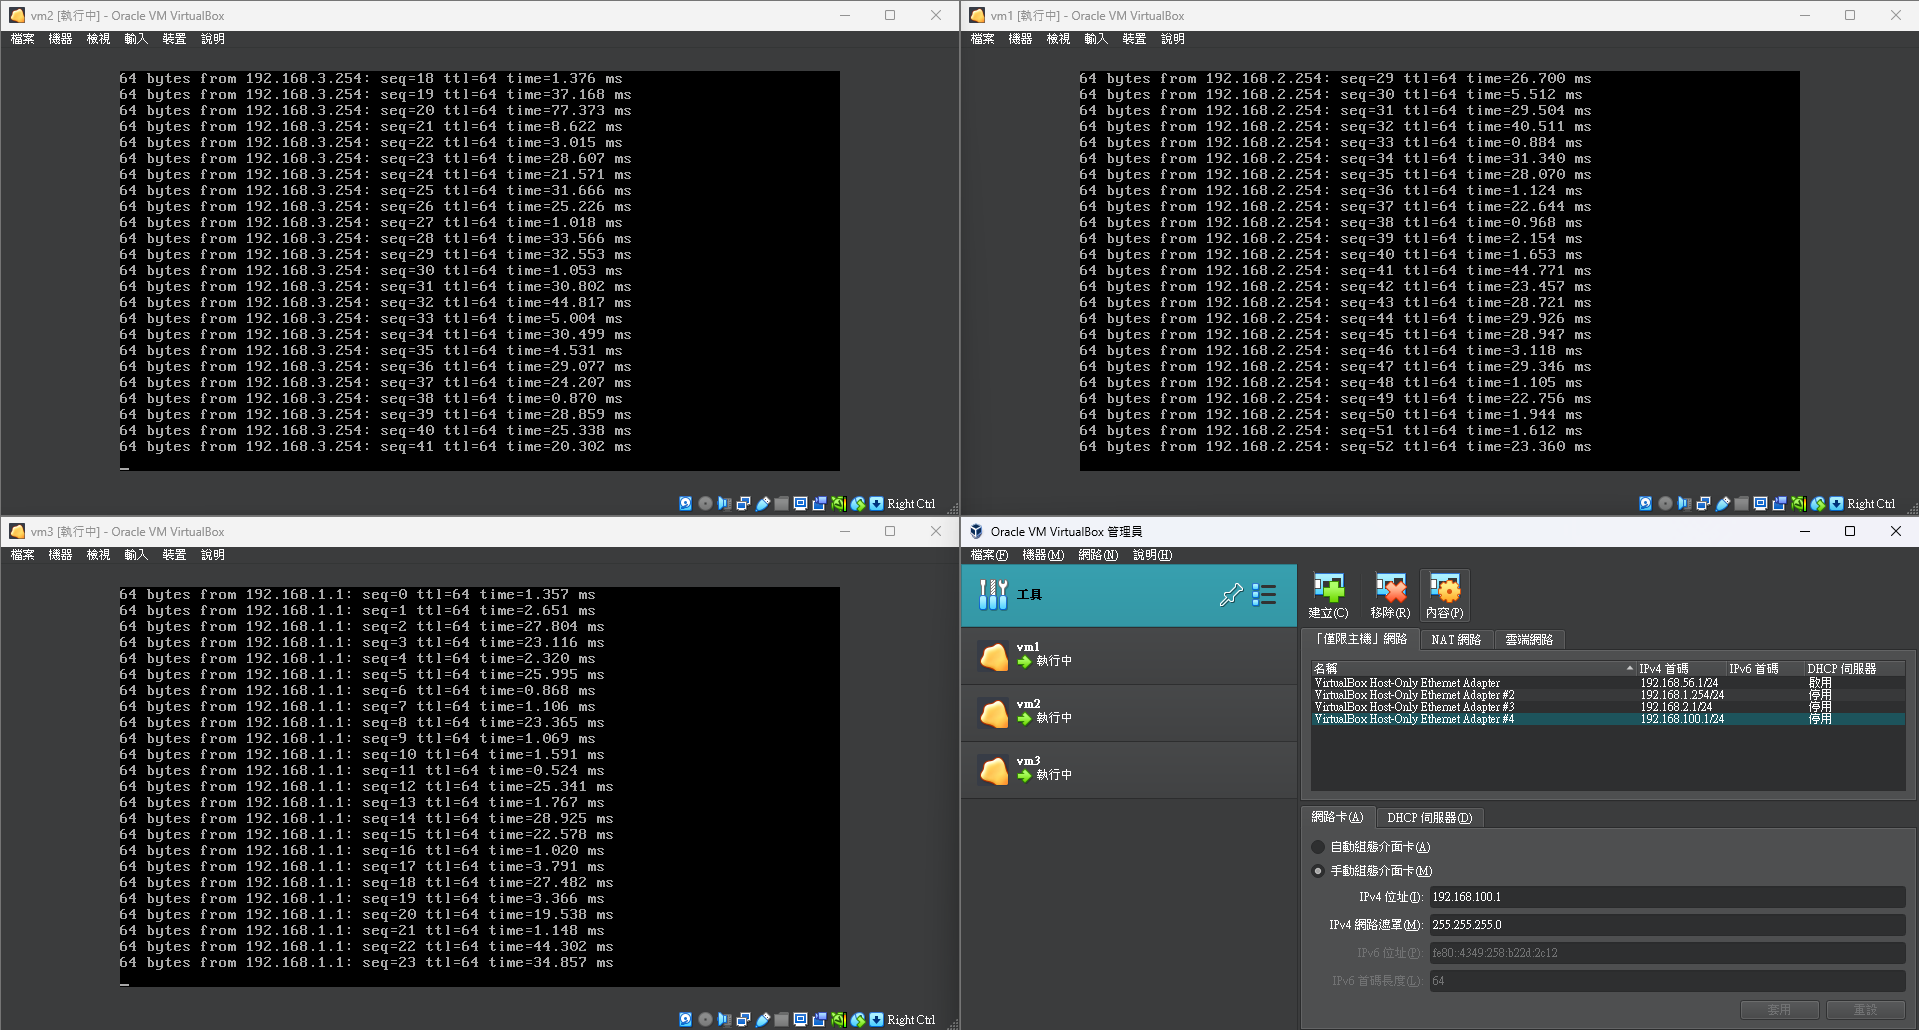 vm2 [執行中] - Oracle VM VirtualBox
檔案 機器 檢視 輸入 裝置 說明
64 bytes from 192.168.3.254: seq=18 ttl=64 time=1.376 ms
64 bytes from 192.168.3.254: seq=19 ttl=64 time=37.168 ms
64 bytes from 192.168.3.254: seq=20 ttl=64 time=77.373 ms
64 bytes from 192.168.3.254: seq=21 ttl=64 time=8.622 ms
64 bytes from 192.168.3.254: seq=22 ttl=64 time=3.015 ms
64 bytes from 192.168.3.254: seq=23 ttl=64 time=28.607 ms
64 bytes from 192.168.3.254: seq=24 ttl=64 time=21.571 ms
64 bytes from 192.168.3.254: seq=25 ttl=64 time=31.666 ms
64 bytes from 192.168.3.254: seq=26 ttl=64 time=25.226 ms
64 bytes from 192.168.3.254: seq=27 ttl=64 time=1.018 ms
64 bytes from 192.168.3.254: seq=28 ttl=64 time=33.566 ms
64 bytes from 192.168.3.254: seq=29 ttl=64 time=32.553 ms
64 bytes from 192.168.3.254: seq=30 ttl=64 time=1.053 ms
64 bytes from 192.168.3.254: seq=31 ttl=64 time=30.802 ms
64 bytes from 192.168.3.254: seq=32 ttl=64 time=44.817 ms
64 bytes from 192.168.3.254: seq=33 ttl=64 time=5.004 ms
64 bytes from 192.168.3.254: seq=34 ttl=64 time=30.499 ms
64 bytes from 192.168.3.254: seq=35 ttl=64 time=4.531 ms
64 bytes from 192.168.3.254: seq=36 ttl=64 time=29.077 ms
64 bytes from 192.168.3.254: seq=37 ttl=64 time=24.207 ms
64 bytes from 192.168.3.254: seq=38 ttl=64 time=0.870 ms
64 bytes from 192.168.3.254: seq=39 ttl=64 time=28.859 ms
64 bytes from 192.168.3.254: seq=40 ttl=64 time=25.338 ms
64 bytes from 192.168.3.254: seq=41 ttl=64 time=20.302 ms
Right Ctrl
vm1 [執行中] - Oracle VM VirtualBox
檔案 機器 檢視 輸入 裝置 說明
64 bytes from 192.168.2.254: seq=29 ttl=64 time=26.700 ms
64 bytes from 192.168.2.254: seq=30 ttl=64 time=5.512 ms
64 bytes from 192.168.2.254: seq=31 ttl=64 time=29.504 ms
64 bytes from 192.168.2.254: seq=32 ttl=64 time=40.511 ms
64 bytes from 192.168.2.254: seq=33 ttl=64 time=0.884 ms
64 bytes from 192.168.2.254: seq=34 ttl=64 time=31.340 ms
64 bytes from 192.168.2.254: seq=35 ttl=64 time=28.070 ms
64 bytes from 192.168.2.254: seq=36 ttl=64 time=1.124 ms
64 bytes from 192.168.2.254: seq=37 ttl=64 time=22.644 ms
64 bytes from 192.168.2.254: seq=38 ttl=64 time=0.968 ms
64 bytes from 192.168.2.254: seq=39 ttl=64 time=2.154 ms
64 bytes from 192.168.2.254: seq=40 ttl=64 time=1.653 ms
64 bytes from 192.168.2.254: seq=41 ttl=64 time=44.771 ms
64 bytes from 192.168.2.254: seq=42 ttl=64 time=23.457 ms
64 bytes from 192.168.2.254: seq=43 ttl=64 time=28.721 ms
64 bytes from 192.168.2.254: seq=44 ttl=64 time=29.926 ms
64 bytes from 192.168.2.254: seq=45 ttl=64 time=28.947 ms
64 bytes from 192.168.2.254: seq=46 ttl=64 time=3.118 ms
64 bytes from 192.168.2.254: seq=47 ttl=64 time=29.346 ms
64 bytes from 192.168.2.254: seq=48 ttl=64 time=1.105 ms
64 bytes from 192.168.2.254: seq=49 ttl=64 time=22.756 ms
64 bytes from 192.168.2.254: seq=50 ttl=64 time=1.944 ms
64 bytes from 192.168.2.254: seq=51 ttl=64 time=1.612 ms
64 bytes from 192.168.2.254: seq=52 ttl=64 time=23.360 ms
Right Ctrl
vm3 [執行中] - Oracle VM VirtualBox
檔案 機器 檢視 輸入 裝置 說明
64 bytes from 192.168.1.1: seq=0 ttl=64 time=1.357 ms
64 bytes from 192.168.1.1: seq=1 ttl=64 time=2.651 ms
64 bytes from 192.168.1.1: seq=2 ttl=64 time=27.804 ms
64 bytes from 192.168.1.1: seq=3 ttl=64 time=23.116 ms
64 bytes from 192.168.1.1: seq=4 ttl=64 time=2.320 ms
64 bytes from 192.168.1.1: seq=5 ttl=64 time=25.995 ms
64 bytes from 192.168.1.1: seq=6 ttl=64 time=0.868 ms
64 bytes from 192.168.1.1: seq=7 ttl=64 time=1.106 ms
64 bytes from 192.168.1.1: seq=8 ttl=64 time=23.365 ms
64 bytes from 192.168.1.1: seq=9 ttl=64 time=1.069 ms
64 bytes from 192.168.1.1: seq=10 ttl=64 time=1.591 ms
64 bytes from 192.168.1.1: seq=11 ttl=64 time=0.524 ms
64 bytes from 192.168.1.1: seq=12 ttl=64 time=25.341 ms
64 bytes from 192.168.1.1: seq=13 ttl=64 time=1.767 ms
64 bytes from 192.168.1.1: seq=14 ttl=64 time=28.925 ms
64 bytes from 192.168.1.1: seq=15 ttl=64 time=22.578 ms
64 bytes from 192.168.1.1: seq=16 ttl=64 time=1.020 ms
64 bytes from 192.168.1.1: seq=17 ttl=64 time=3.791 ms
64 bytes from 192.168.1.1: seq=18 ttl=64 time=27.482 ms
64 bytes from 192.168.1.1: seq=19 ttl=64 time=3.366 ms
64 bytes from 192.168.1.1: seq=20 ttl=64 time=19.538 ms
64 bytes from 192.168.1.1: seq=21 ttl=64 time=1.148 ms
64 bytes from 192.168.1.1: seq=22 ttl=64 time=44.302 ms
64 bytes from 192.168.1.1: seq=23 ttl=64 time=34.857 ms
Right Ctrl
Oracle VM VirtualBox 管理員
檔案(F) 機器(M) 網路(N) 說明(H)
工具
vm1
執行中
vm2
執行中
vm3
執行中
建立(C) 移除(R) 內容(P)
「僅限主機」網路 NAT 網路 雲端網路
名稱 IPv4 首碼 IPv6 首碼 DHCP 伺服器
VirtualBox Host-Only Ethernet Adapter 192.168.56.1/24 啟用
VirtualBox Host-Only Ethernet Adapter #2 192.168.1.254/24 停用
VirtualBox Host-Only Ethernet Adapter #3 192.168.2.1/24 停用
VirtualBox Host-Only Ethernet Adapter #4 192.168.100.1/24 停用
網路卡(A) DHCP 伺服器(D)
自動組態介面卡(A)
手動組態介面卡(M)
IPv4 位址(I): 192.168.100.1
IPv4 網路遮罩(M): 255.255.255.0
IPv6 位址(P): fe80::4349:258:b22d:2c12
IPv6 首碼長度(L): 64
套用 重設